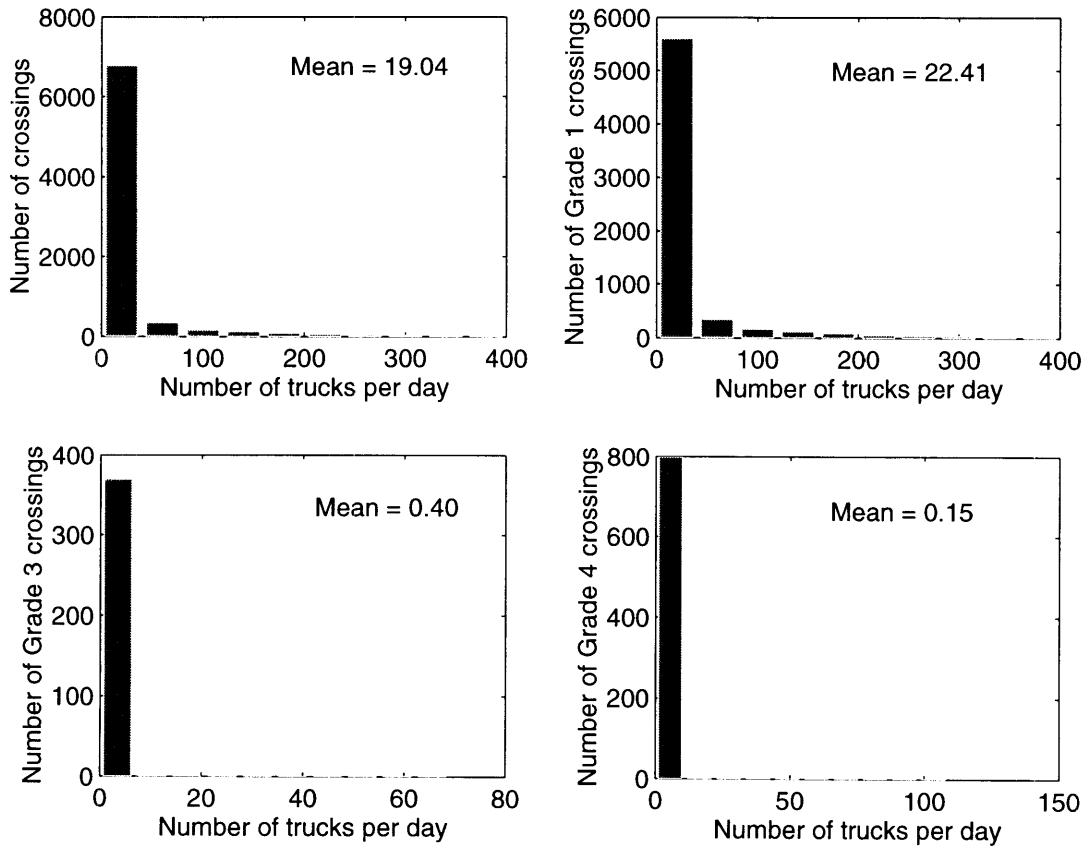 8000
6000
4000
2000
0
Number of crossings
Mean = 19.04
0 100 200 300 400
Number of trucks per day
6000
5000
4000
3000
2000
1000
0
Number of Grade 1 crossings
Mean = 22.41
0 100 200 300 400
Number of trucks per day
400
300
200
100
0
Number of Grade 3 crossings
Mean = 0.40
0 20 40 60 80
Number of trucks per day
800
600
400
200
0
Number of Grade 4 crossings
Mean = 0.15
0 50 100 150
Number of trucks per day